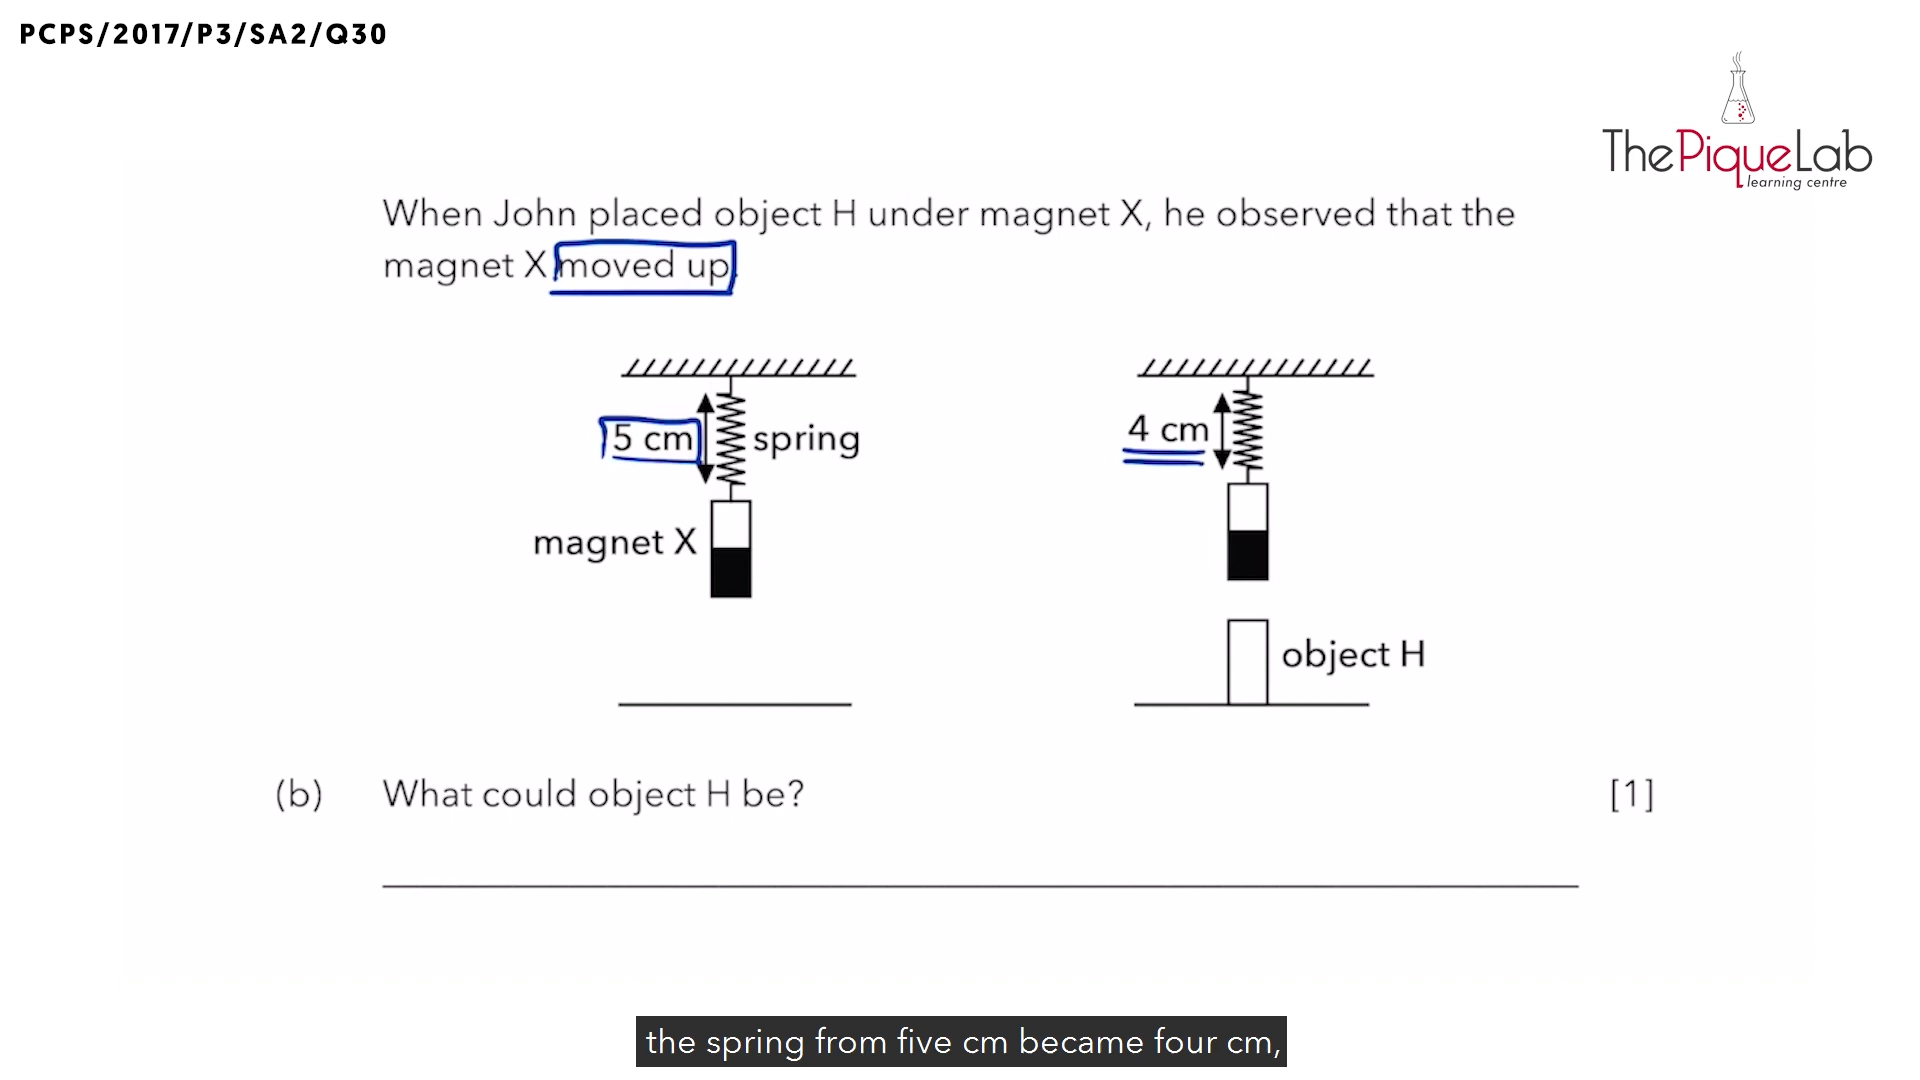 PCPS/2017/P3/SA2/Q30
ThePiqueLab
learning centre
When John placed object H under magnet X, he observed that the
magnet X moved up.
5 cm
spring
magnet X
4 cm
object H
(b) What could object H be? [1]
the spring from five cm became four cm,